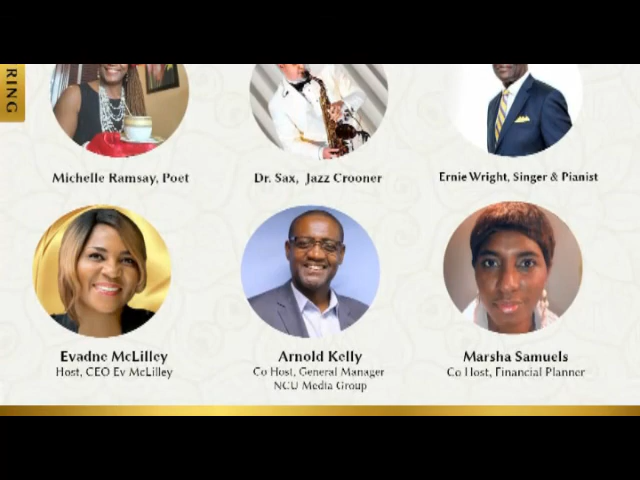 RING
Michelle Ramsay, Poet
Dr. Sax, Jazz Crooner
Ernie Wright, Singer & Pianist
Evadne McLilley
Host, CEO Ev McLilley
Arnold Kelly
Co Host, General Manager
NCU Media Group
Marsha Samuels
Co Host, Financial Planner